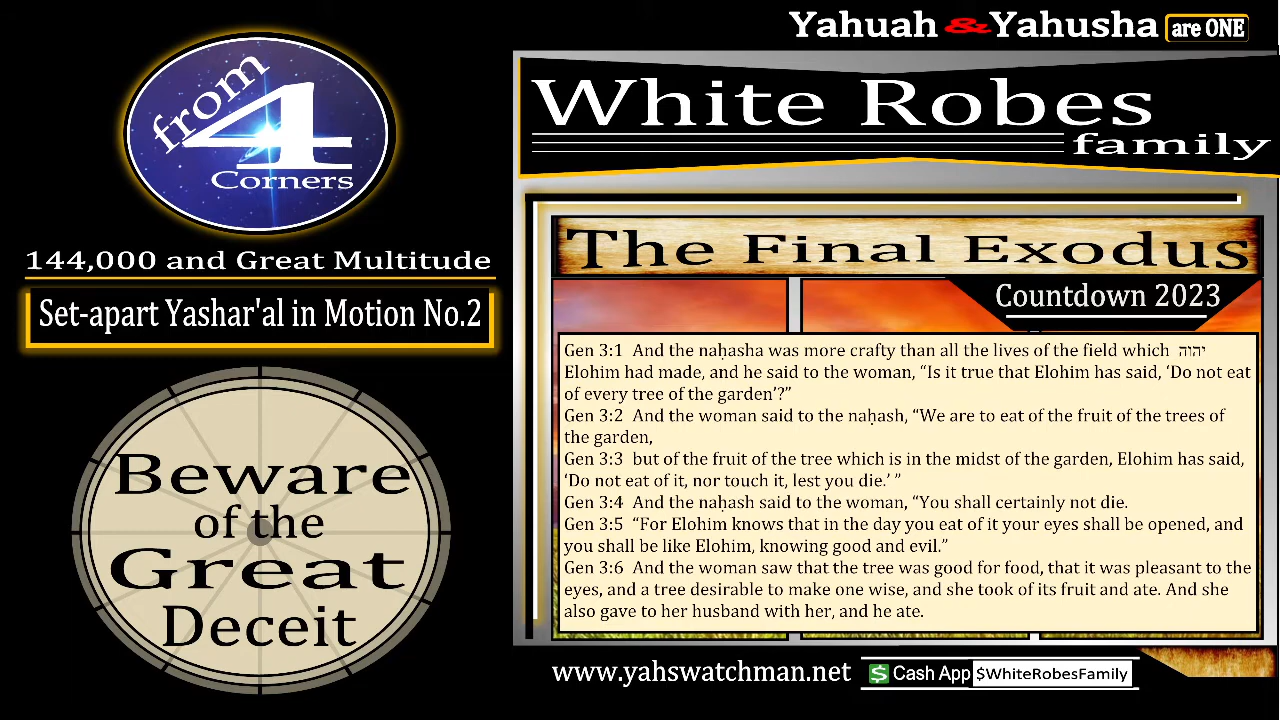 from
4
Corners
144,000 and Great Multitude
Set-apart Yashar'al in Motion No.2
Beware
of the
Great
Deceit
Yahuah & Yahusha are ONE
White Robes
family
The Final Exodus
Countdown 2023
Gen 3:1  And the naḥasha was more crafty than all the lives of the field which יהוה
Elohim had made, and he said to the woman, “Is it true that Elohim has said, ‘Do not eat
of every tree of the garden’?”
Gen 3:2  And the woman said to the naḥash, “We are to eat of the fruit of the trees of
the garden,
Gen 3:3  but of the fruit of the tree which is in the midst of the garden, Elohim has said,
‘Do not eat of it, nor touch it, lest you die.’ ”
Gen 3:4  And the naḥash said to the woman, “You shall certainly not die.
Gen 3:5  “For Elohim knows that in the day you eat of it your eyes shall be opened, and
you shall be like Elohim, knowing good and evil.”
Gen 3:6  And the woman saw that the tree was good for food, that it was pleasant to the
eyes, and a tree desirable to make one wise, and she took of its fruit and ate. And she
also gave to her husband with her, and he ate.
www.yahswatchman.net
$ Cash App $WhiteRobesFamily